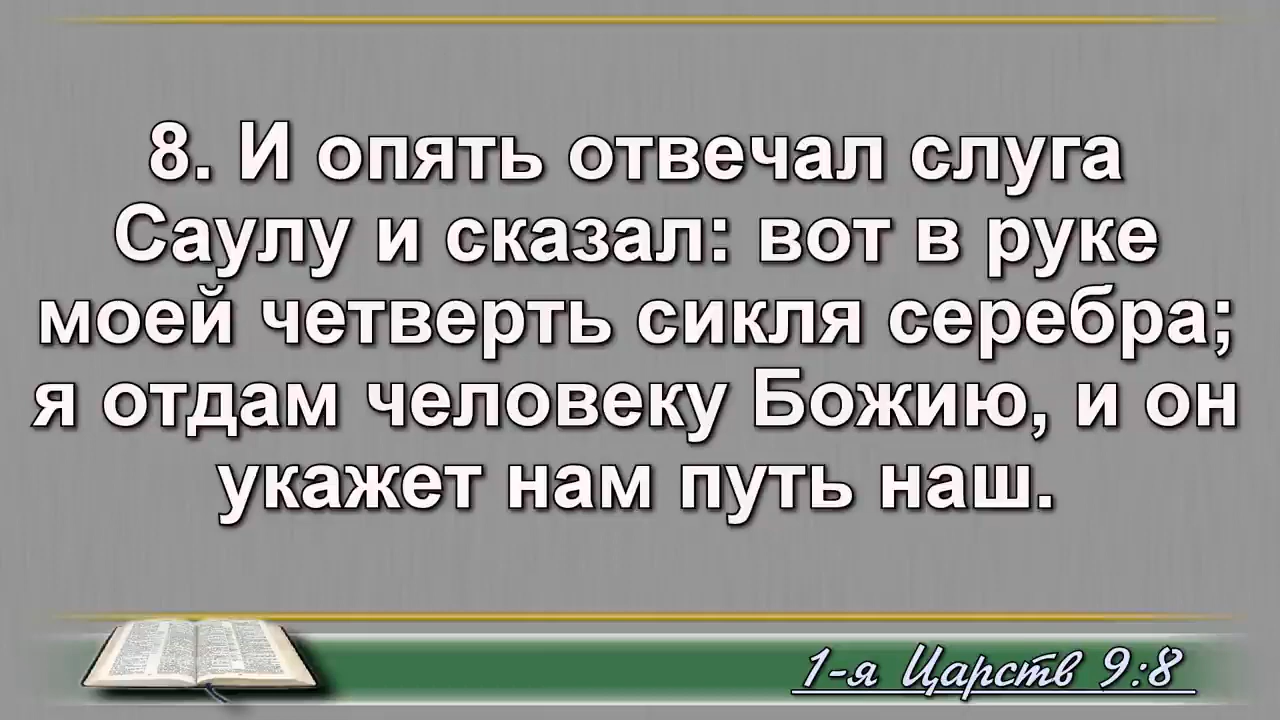 8. И опять отвечал слуга
Саулу и сказал: вот в руке
моей четверть сикля серебра;
я отдам человеку Божию, и он
укажет нам путь наш.
1-я Царств 9:8